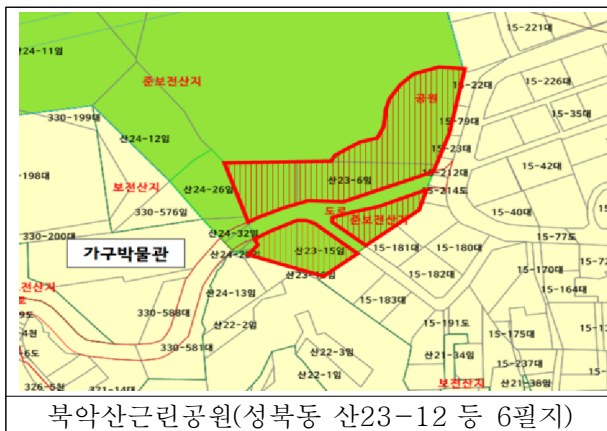 15-221대
산24-11임
준보전산지
15-22대
15-226대
공원
330-199대
15-79대
15-35대
산24-12임
15-23대
198대
보전산지
산24-26임
산23-6임
15-212대
15-42대
330-576임
15-214도
도로
준보전산지
15-40대
330-200대
산24-32임
가구박물관
산23-15임
15-181대
15-180대
15-77도
15-182대
15-170대
산24-13임
15-183대
15-164대
330-588대
산22-2임
15-191도
330-581대
15-175대
산22-3임
산21-34임
15-237대
산22-1임
보전산지
산21-38임
321-14대
북악산근린공원(성북동 산23-12 등 6필지)